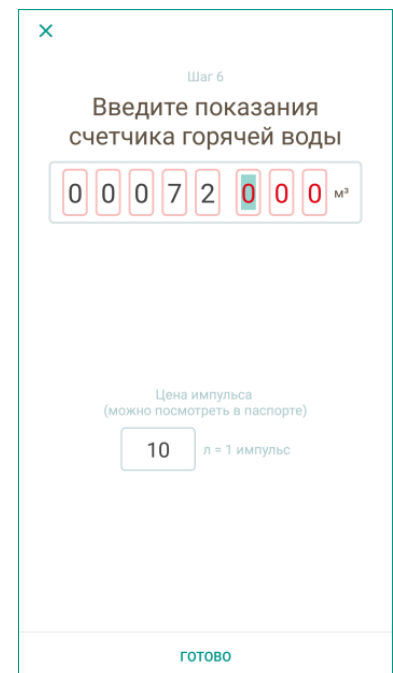 ×
Шаг 6
Введите показания
счетчика горячей воды
0 0 0 7 2 0 0 0 м³
Цена импульса
(можно посмотреть в паспорте)
10 л = 1 импульс
ГОТОВО